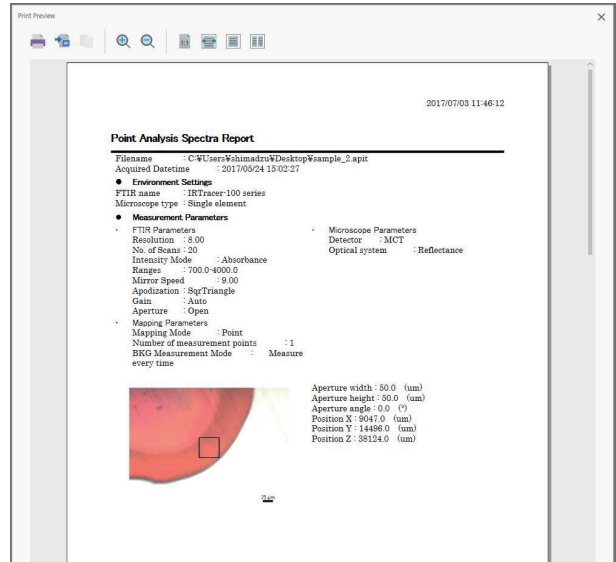 Print Preview
2017/07/03 11:46:12
Point Analysis Spectra Report
Filename : C:¥Users¥shimadzu¥Desktop¥sample_2.apit
Acquired Datetime : 2017/05/24 15:02:27
● Environment Settings
FTIR name : IRTracer-100 series
Microscope type : Single element
● Measurement Parameters
・ FTIR Parameters
Resolution : 8.00
No. of Scans : 20
Intensity Mode : Absorbance
Ranges : 700.0-4000.0
Mirror Speed : 9.00
Apodization : SqrTriangle
Gain : Auto
Aperture : Open
・ Microscope Parameters
Detector : MCT
Optical system : Reflectance
・ Mapping Parameters
Mapping Mode : Point
Number of measurement points : 1
BKG Measurement Mode : Measure
every time
Aperture width : 50.0 (um)
Aperture height : 50.0 (um)
Aperture angle : 0.0 (°)
Position X : 9047.0 (um)
Position Y : 14496.0 (um)
Position Z : 38124.0 (um)
25 μm